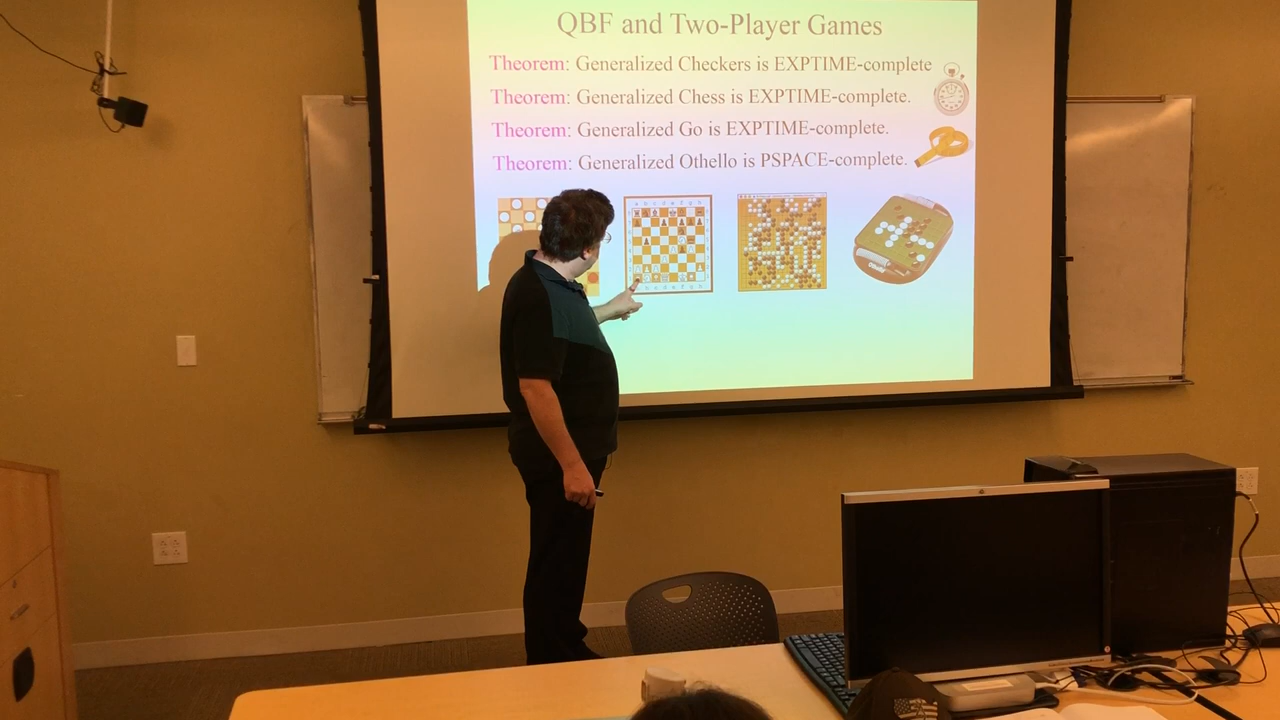 QBF and Two-Player Games
Theorem: Generalized Checkers is EXPTIME-complete
Theorem: Generalized Chess is EXPTIME-complete.
Theorem: Generalized Go is EXPTIME-complete.
Theorem: Generalized Othello is PSPACE-complete.
Othello